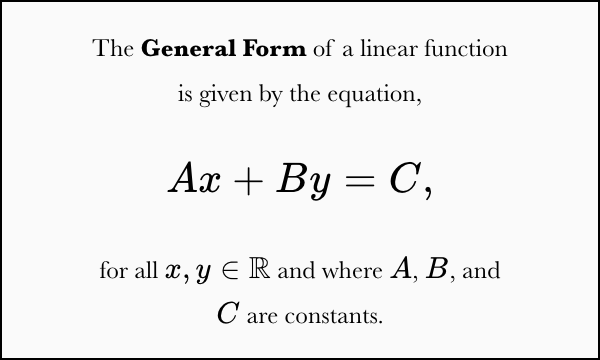 The General Form of a linear function
is given by the equation,
Ax + By = C,
for all x, y ∈ ℝ and where A, B, and
C are constants.